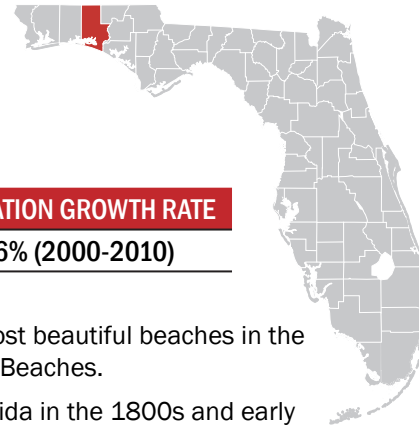 ATION GROWTH RATE
6% (2000-2010)
ost beautiful beaches in the
Beaches.
ida in the 1800s and early